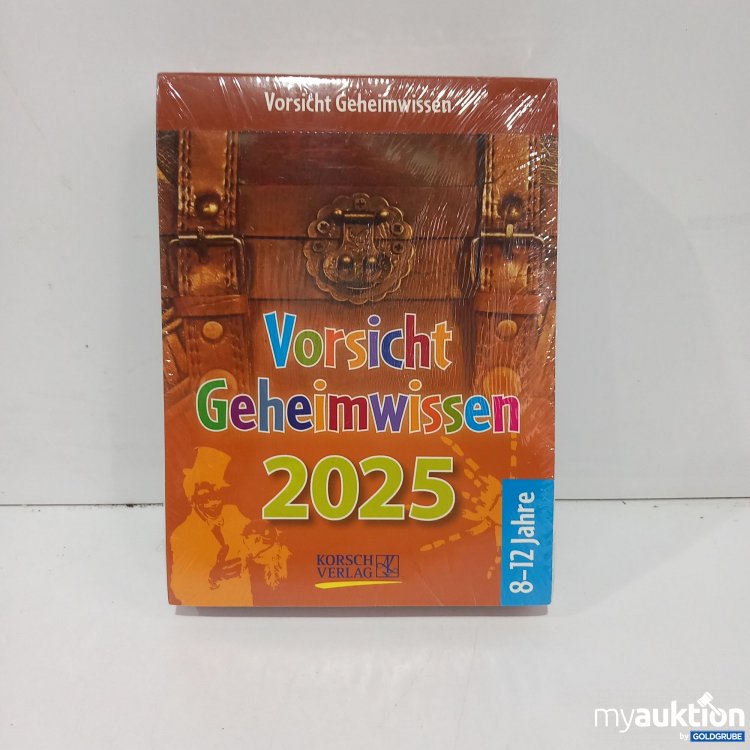 Vorsicht Geheimwissen
Vorsicht
Geheimwissen
2025
8–12 Jahre
KORSCH
VERLAG
myauktion
by GOLDGRUBE